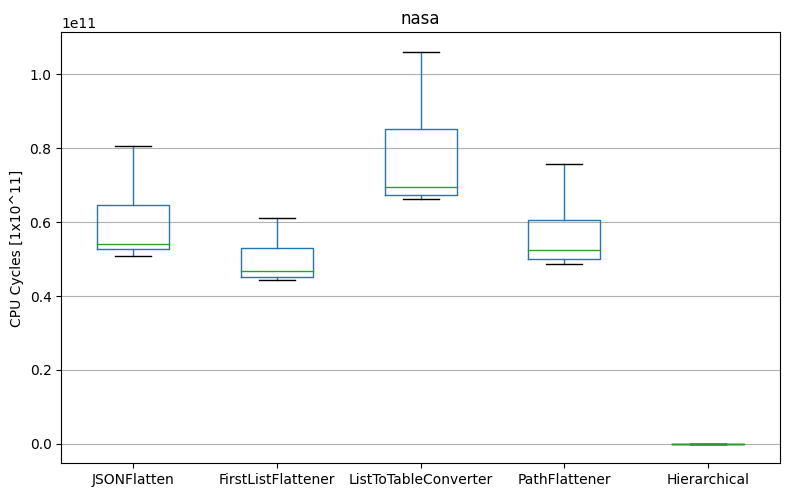 nasa
1e11
1.0
0.8
0.6
0.4
0.2
0.0
CPU Cycles [1x10^11]
JSONFlatten FirstListFlattener ListToTableConverter PathFlattener Hierarchical